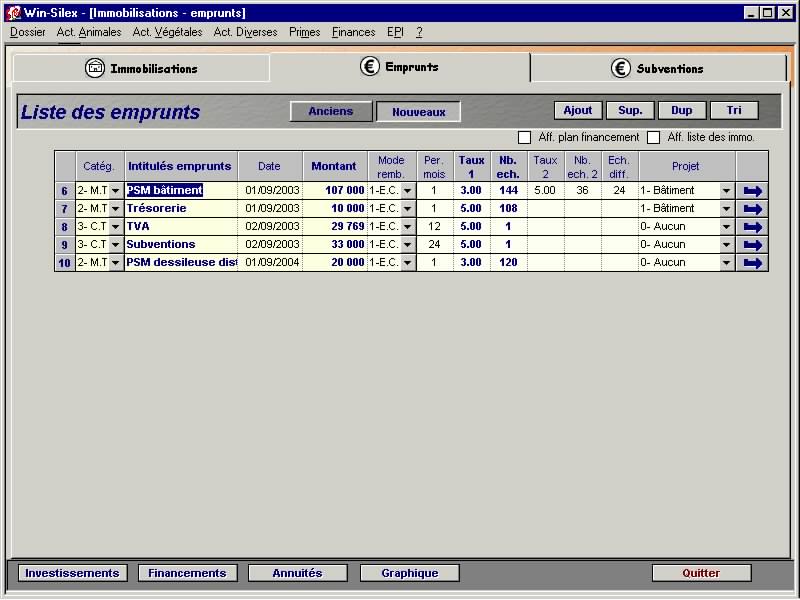 Win-Silex - [Immobilisations - emprunts]
Dossier Act. Animales Act. Végétales Act. Diverses Primes Finances EPI ?
Immobilisations Emprunts Subventions
Liste des emprunts Anciens Nouveaux Ajout Sup. Dup Tri
Aff. plan financement Aff. liste des immo.
Catég. Intitulés emprunts Date Montant Mode remb. Per. mois Taux 1 Nb. ech. Taux 2 Nb. ech. 2 Ech. diff. Projet
6 2- M.T PSM bâtiment 01/09/2003 107 000 1-E.C. 1 3.00 144 5.00 36 24 1- Bâtiment
7 2- M.T Trésorerie 01/09/2003 10 000 1-E.C. 1 5.00 108 1- Bâtiment
8 3- C.T TVA 02/09/2003 29 769 1-E.C. 12 5.00 1 0- Aucun
9 3- C.T Subventions 02/09/2003 33 000 1-E.C. 24 5.00 1 0- Aucun
10 2- M.T PSM dessileuse dist 01/09/2004 20 000 1-E.C. 1 3.00 120 0- Aucun
Investissements Financements Annuités Graphique Quitter